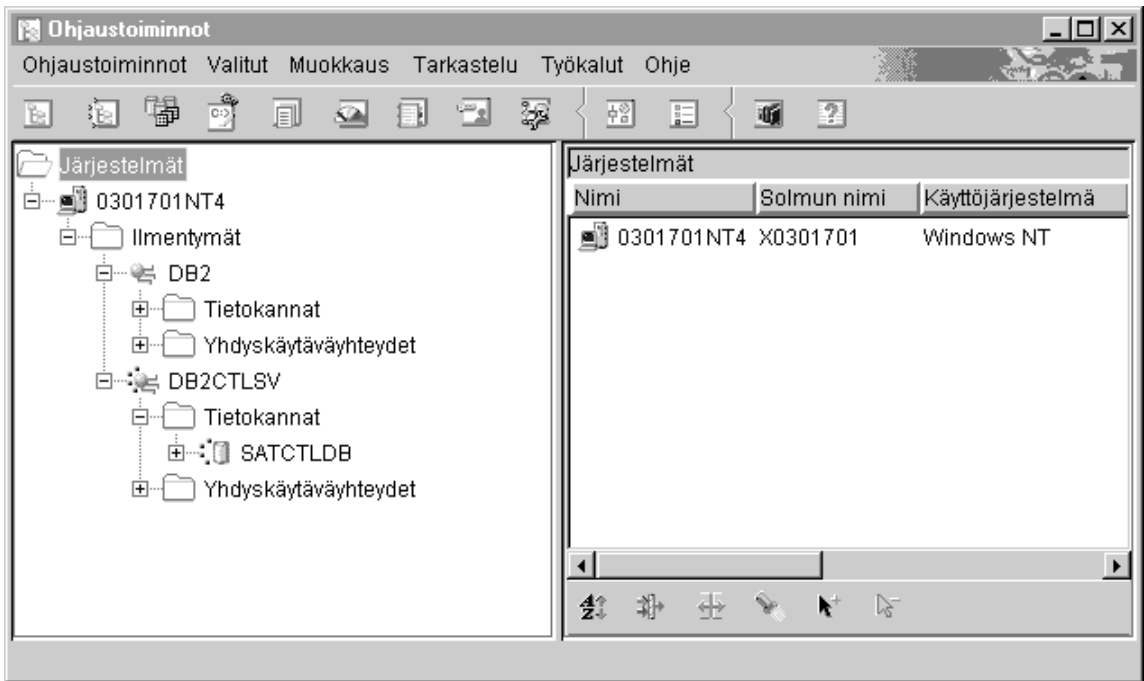 Ohjaustoiminnot
Ohjaustoiminnot Valitut Muokkaus Tarkastelu Työkalut Ohje
Järjestelmät
0301701NT4
Ilmentymät
DB2
Tietokannat
Yhdyskäytäväyhteydet
DB2CTLSV
Tietokannat
SATCTLDB
Yhdyskäytäväyhteydet
Järjestelmät
Nimi Solmun nimi Käyttöjärjestelmä
0301701NT4 X0301701 Windows NT